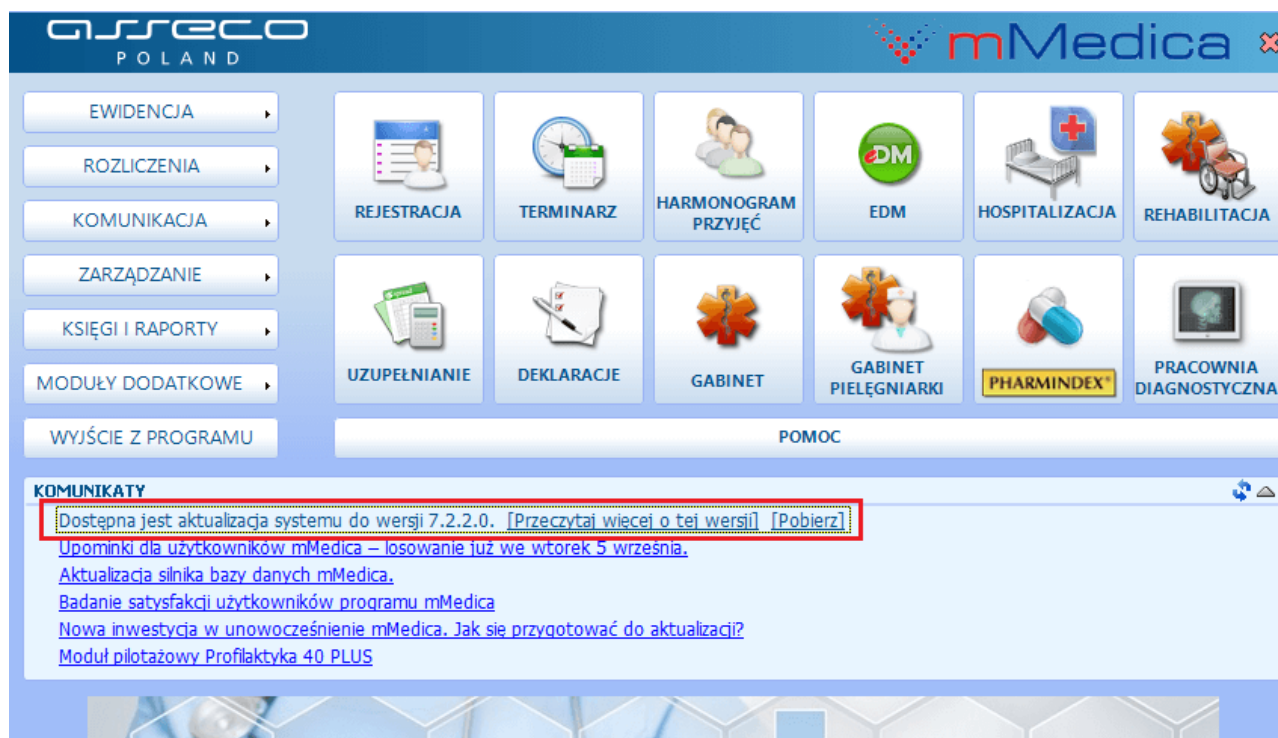 asseco
POLAND
mMedica
EWIDENCJA
ROZLICZENIA
KOMUNIKACJA
ZARZĄDZANIE
KSIĘGI I RAPORTY
MODUŁY DODATKOWE
WYJŚCIE Z PROGRAMU
REJESTRACJA
TERMINARZ
HARMONOGRAM
PRZYJĘĆ
eDM
EDM
HOSPITALIZACJA
REHABILITACJA
UZUPEŁNIANIE
DEKLARACJE
GABINET
GABINET
PIELĘGNIARKI
PHARMINDEX®
PRACOWNIA
DIAGNOSTYCZNA
POMOC
KOMUNIKATY
Dostępna jest aktualizacja systemu do wersji 7.2.2.0. [Przeczytaj więcej o tej wersji] [Pobierz]
Upominki dla użytkowników mMedica – losowanie już we wtorek 5 września.
Aktualizacja silnika bazy danych mMedica.
Badanie satysfakcji użytkowników programu mMedica
Nowa inwestycja w unowocześnienie mMedica. Jak się przygotować do aktualizacji?
Moduł pilotażowy Profilaktyka 40 PLUS